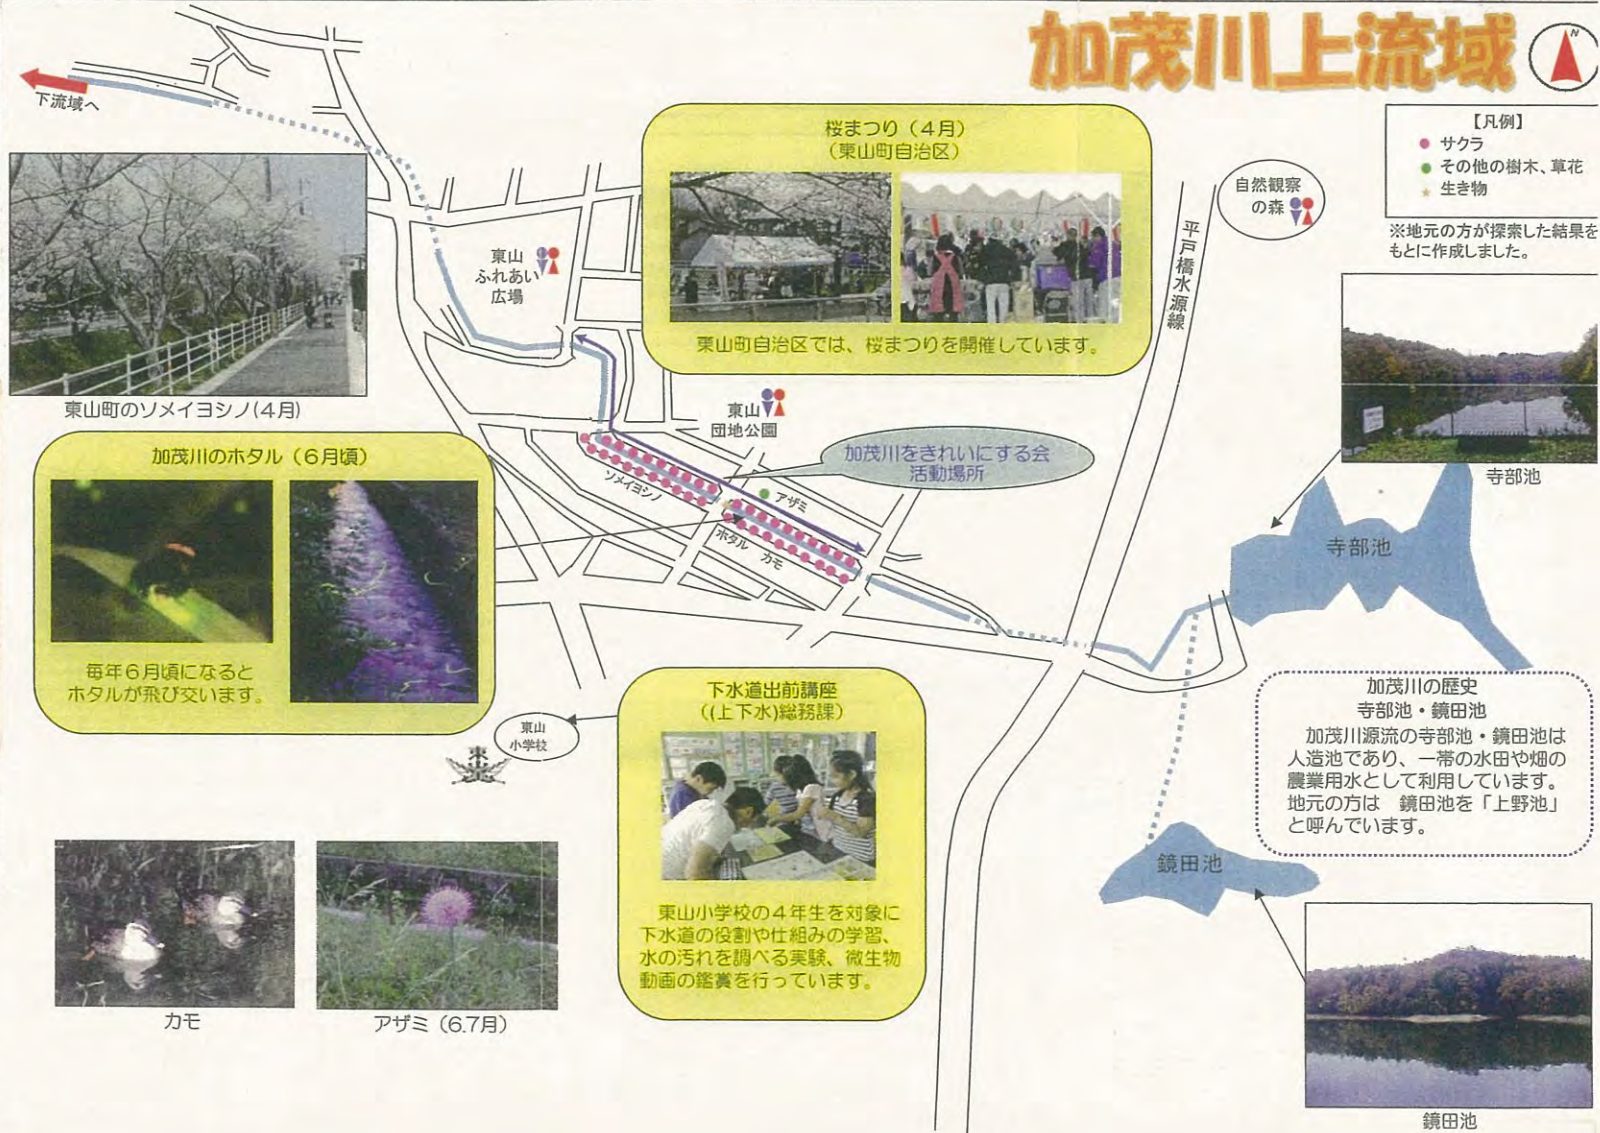 加茂川上流域
N
下流域へ
【凡例】
サクラ
その他の樹木、草花
生き物
※地元の方が探索した結果を
もとに作成しました。
桜まつり（4月）
（東山町自治区）
東山町自治区では、桜まつりを開催しています。
自然観察
の森
平戸橋水源線
東山
ふれあい
広場
東山町のソメイヨシノ(4月)
東山
団地公園
加茂川をきれいにする会
活動場所
寺部池
寺部池
加茂川のホタル（６月頃）
毎年６月頃になると
ホタルが飛び交います。
ソメイヨシノ
アザミ
ホタル
カモ
東山
小学校
下水道出前講座
（(上下水)総務課）
東山小学校の４年生を対象に
下水道の役割や仕組みの学習、
水の汚れを調べる実験、微生物
動画の鑑賞を行っています。
加茂川の歴史
寺部池・鏡田池
加茂川源流の寺部池・鏡田池は
人造池であり、一帯の水田や畑の
農業用水として利用しています。
地元の方は　鏡田池を「上野池」
と呼んでいます。
鏡田池
カモ
アザミ（6.7月）
鏡田池